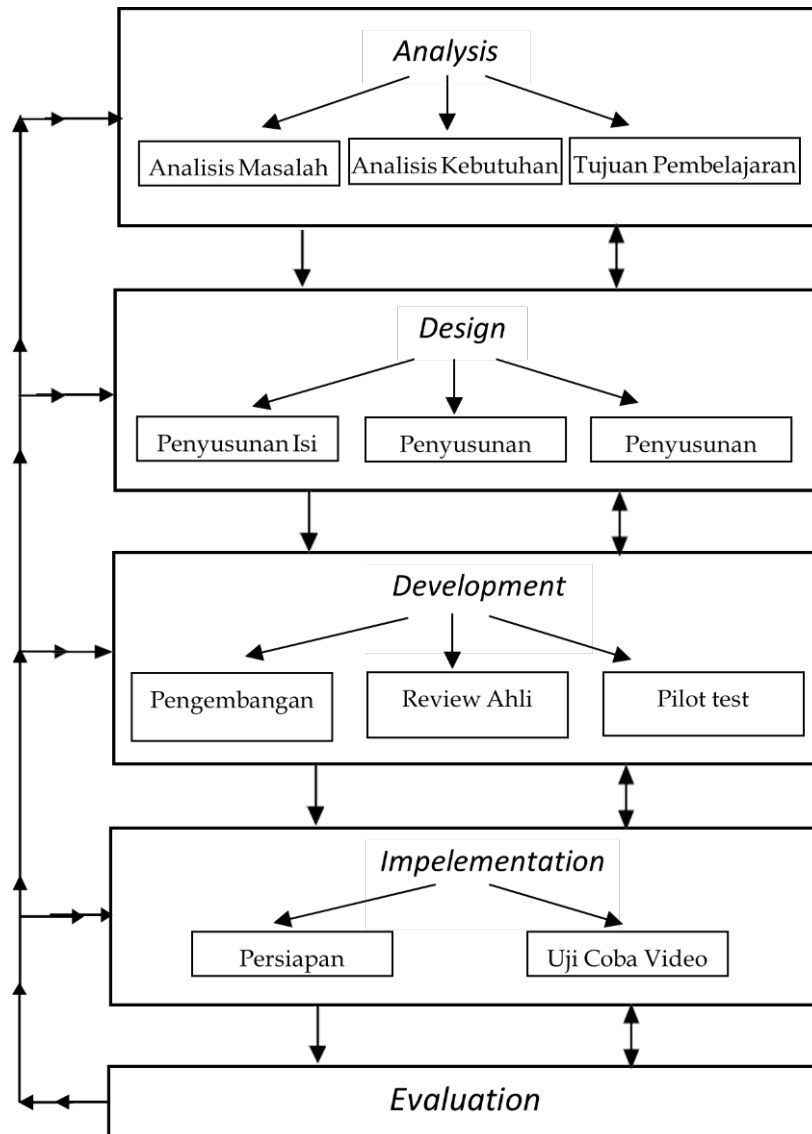 Analysis
Analisis Masalah
Analisis Kebutuhan
Tujuan Pembelajaran
Design
Penyusunan Isi
Penyusunan
Penyusunan
Development
Pengembangan
Review Ahli
Pilot test
Impelementation
Persiapan
Uji Coba Video
Evaluation